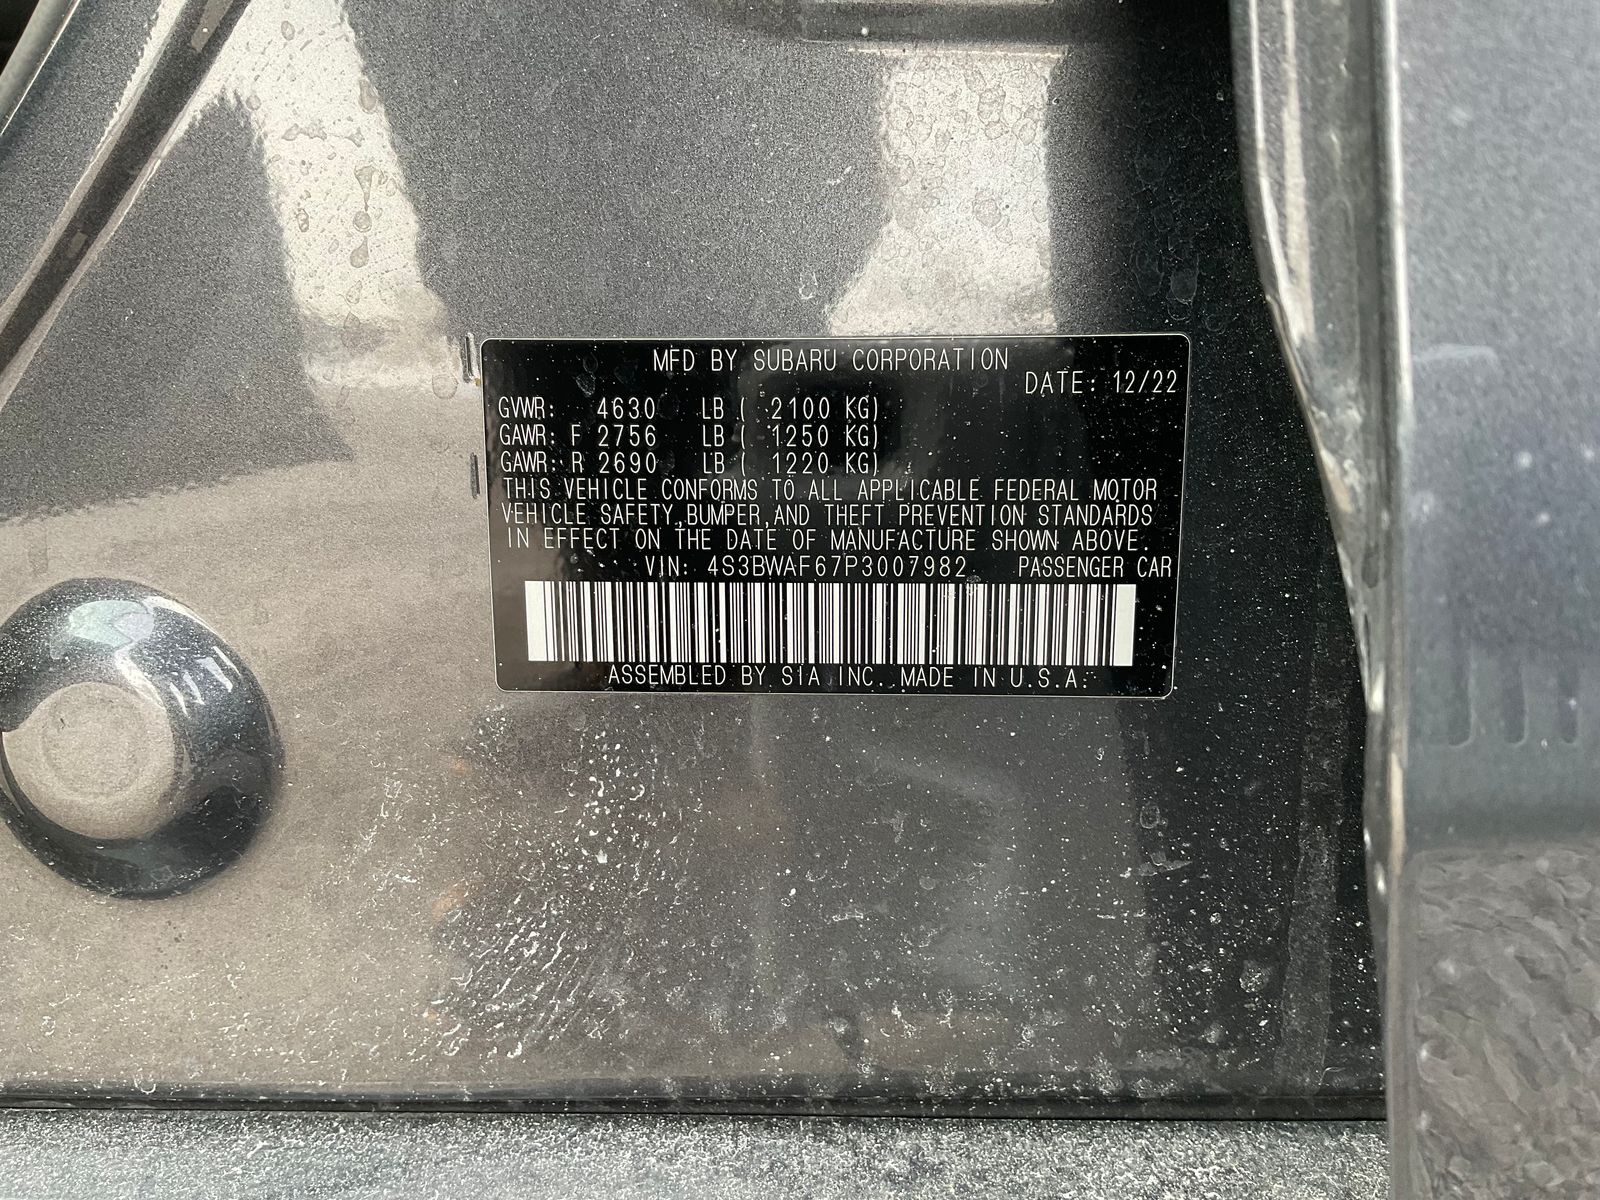 MFD BY SUBARU CORPORATION
DATE: 12/22
GVWR: 4630 LB ( 2100 KG)
GAWR: F 2756 LB ( 1250 KG)
GAWR: R 2690 LB ( 1220 KG)
THIS VEHICLE CONFORMS TO ALL APPLICABLE FEDERAL MOTOR
VEHICLE SAFETY,BUMPER,AND THEFT PREVENTION STANDARDS
IN EFFECT ON THE DATE OF MANUFACTURE SHOWN ABOVE.
VIN: 4S3BWAF67P3007982 PASSENGER CAR
ASSEMBLED BY SIA INC. MADE IN U.S.A.